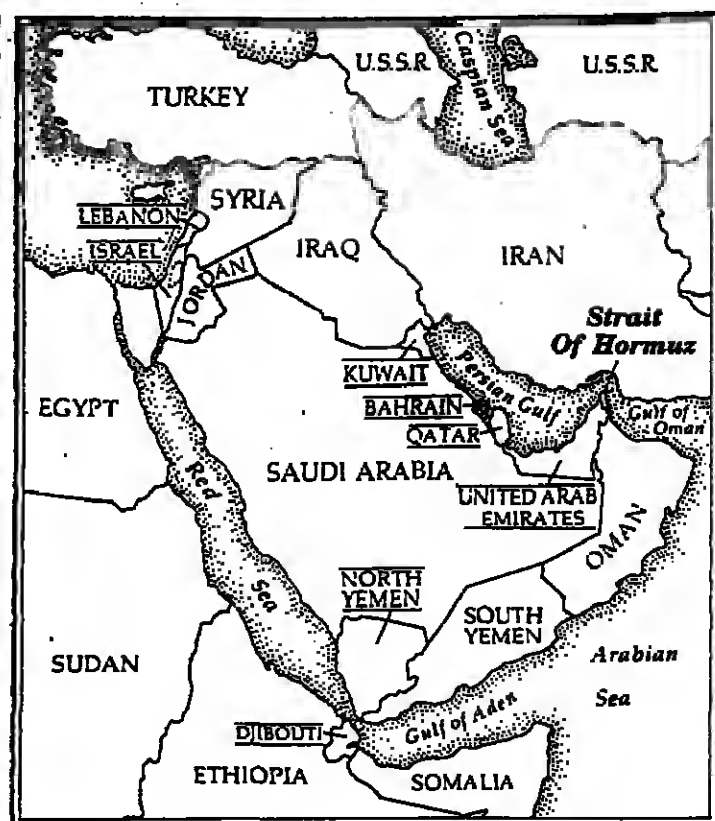 U.S.S.R
Caspian Sea
U.S.S.R
TURKEY
SYRIA
LEBANON
ISRAEL
JORDAN
IRAQ
IRAN
Strait
Of Hormuz
KUWAIT
Persian Gulf
BAHRAIN
QATAR
Gulf of
Oman
EGYPT
Red
Sea
SAUDI ARABIA
UNITED ARAB
EMIRATES
OMAN
NORTH
YEMEN
SOUTH
YEMEN
SUDAN
Arabian
Sea
DJIBOUTI
Gulf of Aden
ETHIOPIA
SOMALIA